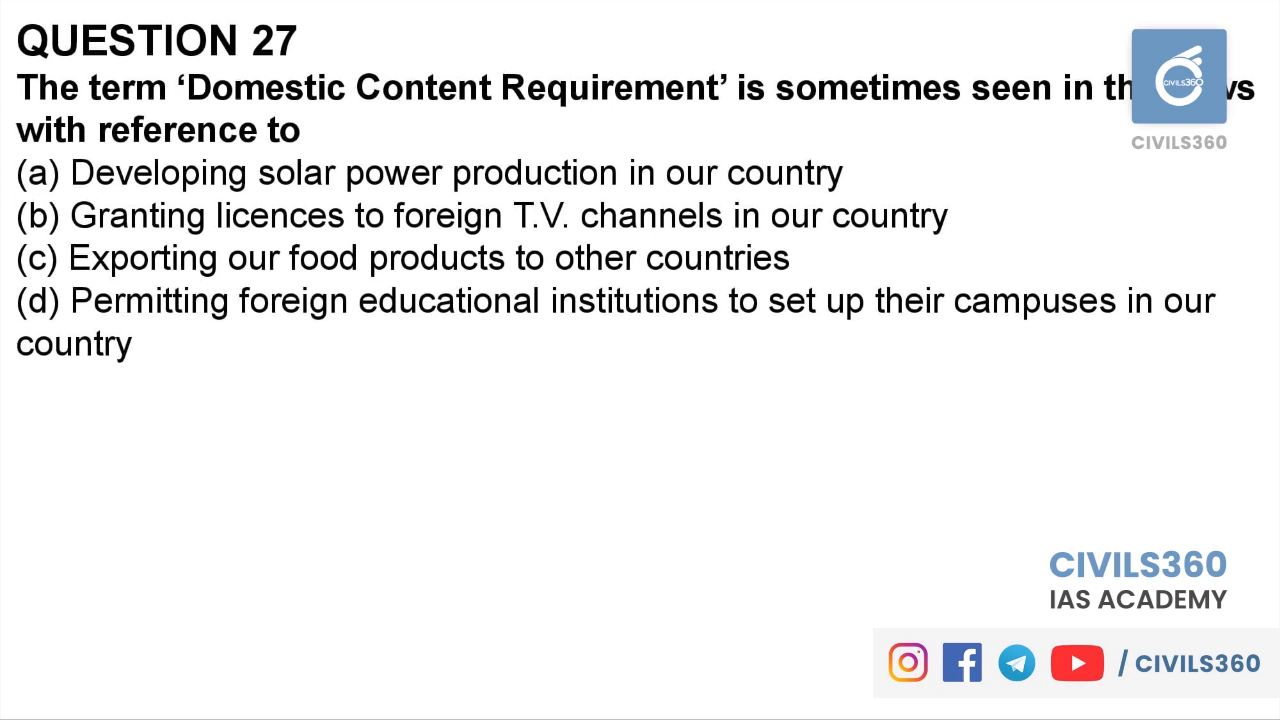 QUESTION 27
The term ‘Domestic Content Requirement’ is sometimes seen in
with reference to
(a) Developing solar power production in our country
(b) Granting licences to foreign T.V. channels in our country
(c) Exporting our food products to other countries
(d) Permitting foreign educational institutions to set up their campuses in our
country
CIVILS360
CIVILS360
CIVILS360
IAS ACADEMY
/ CIVILS360